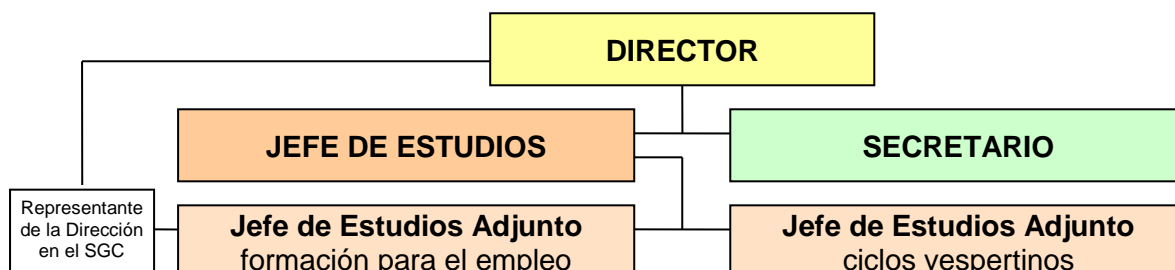 DIRECTOR
JEFE DE ESTUDIOS
SECRETARIO
Representante
de la Dirección
en el SGC
Jefe de Estudios Adjunto
formación para el empleo
Jefe de Estudios Adjunto
ciclos vespertinos